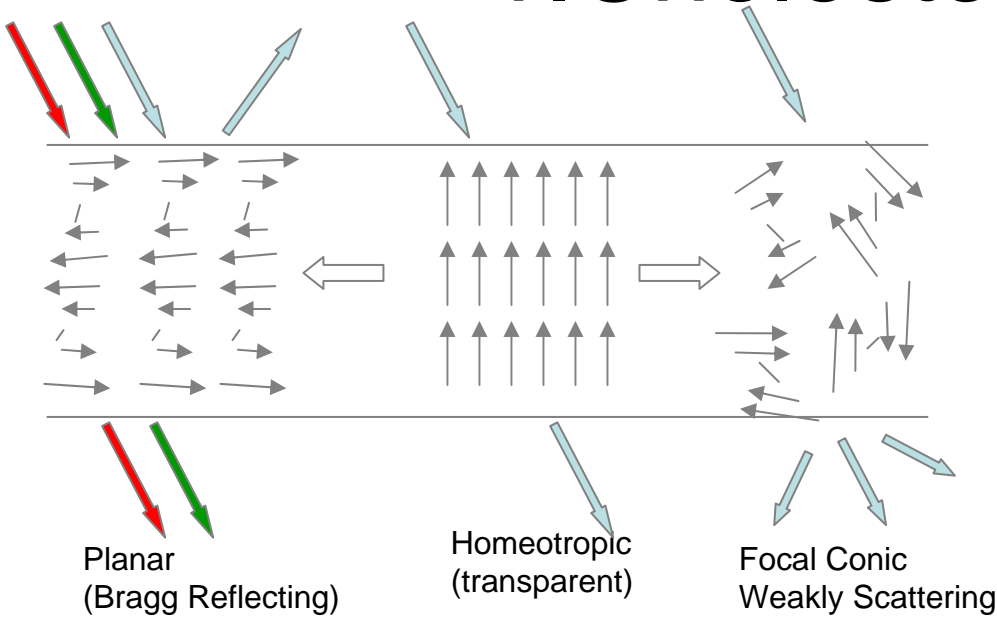 Planar
(Bragg Reflecting)
Homeotropic
(transparent)
Focal Conic
Weakly Scattering